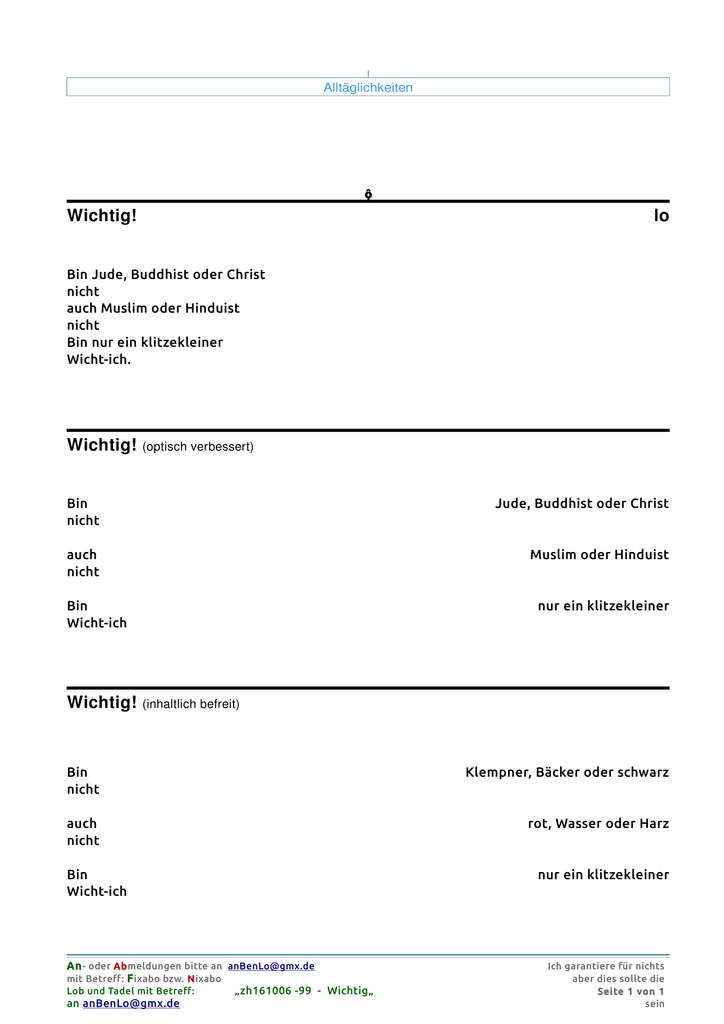 Alltäglichkeiten
Wichtig! lo
Bin Jude, Buddhist oder Christ
nicht
auch Muslim oder Hinduist
nicht
Bin nur ein klitzekleiner
Wicht-ich.
Wichtig! (optisch verbessert)
Bin Jude, Buddhist oder Christ
nicht
auch Muslim oder Hinduist
nicht
Bin nur ein klitzekleiner
Wicht-ich
Wichtig! (inhaltlich befreit)
Bin Klempner, Bäcker oder schwarz
nicht
auch rot, Wasser oder Harz
nicht
Bin nur ein klitzekleiner
Wicht-ich
An- oder Abmeldungen bitte an anBenLo@gmx.de Ich garantiere für nichts
mit Betreff: Fixabo bzw. Nixabo aber dies sollte die
Lob und Tadel mit Betreff: „zh161006 -99 - Wichtig„ Seite 1 von 1
an anBenLo@gmx.de sein